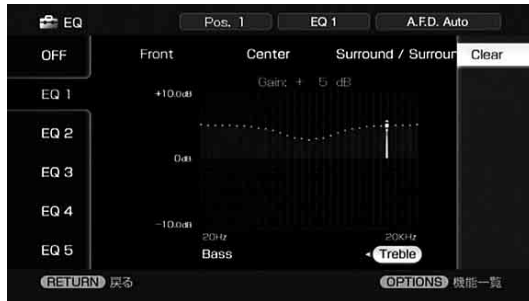 EQ Pos. 1 EQ 1 A.F.D. Auto
OFF Front Center Surround / Surroun Clear
Gain: + 5 dB
EQ 1 +10.0dB
EQ 2
0dB
EQ 3
EQ 4
-10.0dB
20Hz 20KHz
EQ 5 Bass Treble
RETURN 戻る OPTIONS 機能一覧